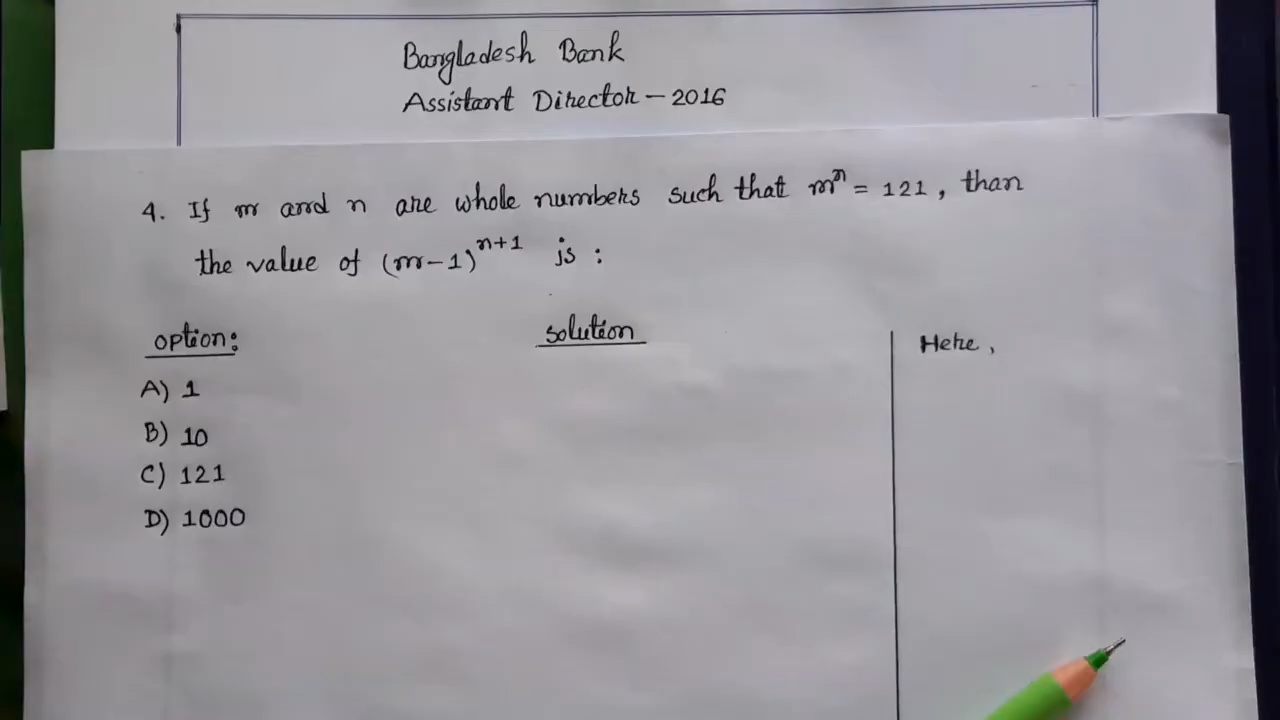 Bangladesh Bank
Assistant Director – 2016
4. If m and n are whole numbers such that mⁿ = 121, than
the value of (m-1)ⁿ⁺¹ is :
option:
A) 1
B) 10
C) 121
D) 1000
solution
Here,